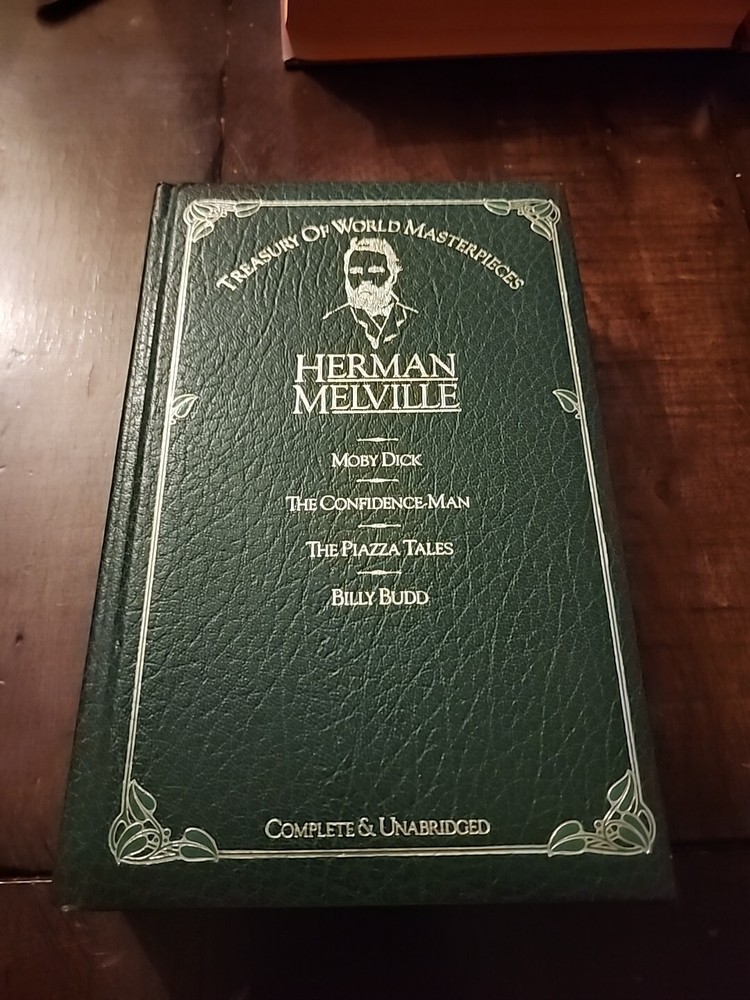 Treasury Of World Masterpieces
Herman
Melville
Moby Dick
The Confidence-Man
The Piazza Tales
Billy Budd
Complete & Unabridged